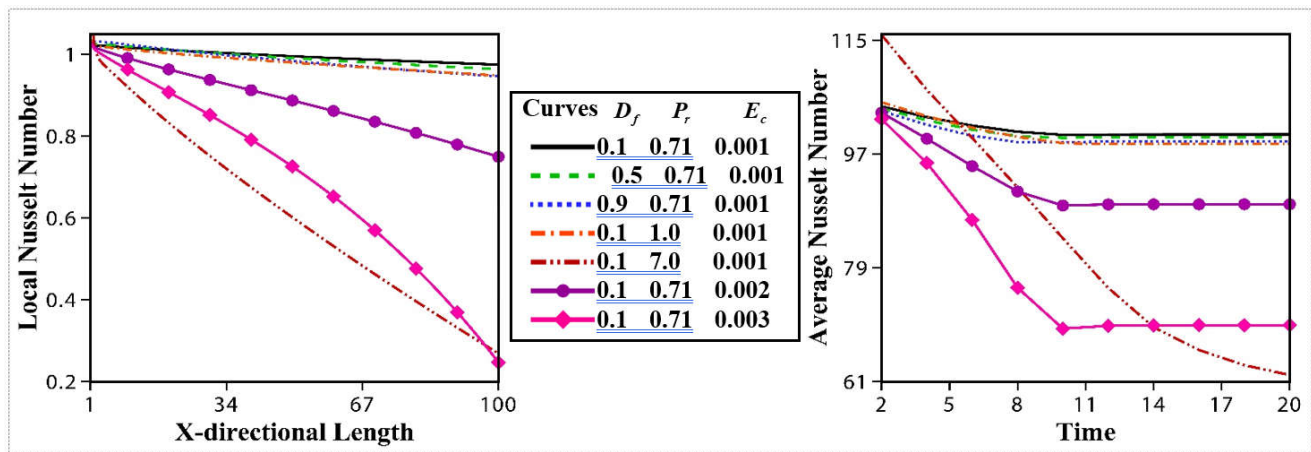 Local Nusselt Number
1
0.8
0.6
0.4
0.2
1 34 67 100
X-directional Length
Curves D_f P_r E_c
0.1 0.71 0.001
0.5 0.71 0.001
0.9 0.71 0.001
0.1 1.0 0.001
0.1 7.0 0.001
0.1 0.71 0.002
0.1 0.71 0.003
Average Nusselt Number
115
97
79
61
2 5 8 11 14 17 20
Time